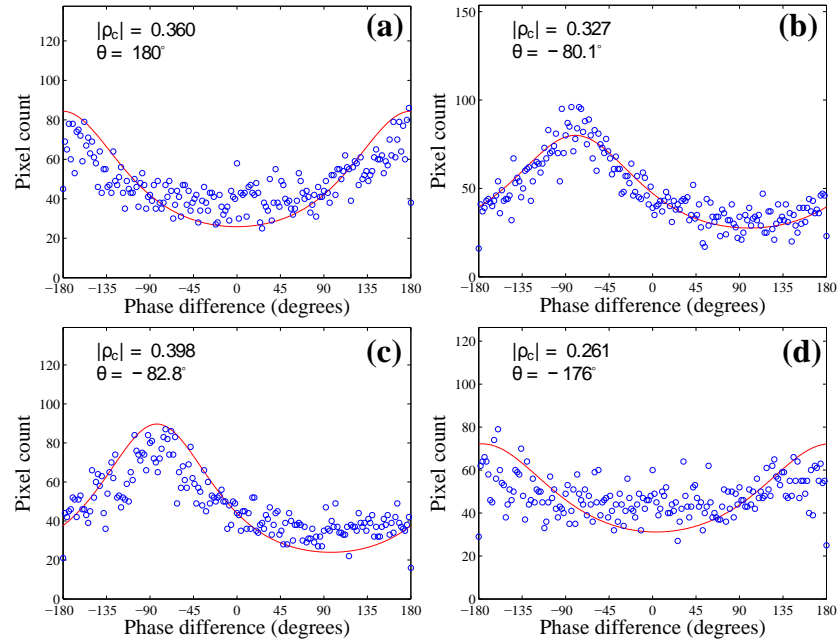 (a)
|ρc| = 0.360
θ = 180°
Pixel count
120
100
80
60
40
20
0
−180 −135 −90 −45 0 45 90 135 180
Phase difference (degrees)
(b)
|ρc| = 0.327
θ = −80.1°
Pixel count
150
100
50
0
−180 −135 −90 −45 0 45 90 135 180
Phase difference (degrees)
(c)
|ρc| = 0.398
θ = −82.8°
Pixel count
120
100
80
60
40
20
0
−180 −135 −90 −45 0 45 90 135 180
Phase difference (degrees)
(d)
|ρc| = 0.261
θ = −176°
Pixel count
120
100
80
60
40
20
0
−180 −135 −90 −45 0 45 90 135 180
Phase difference (degrees)